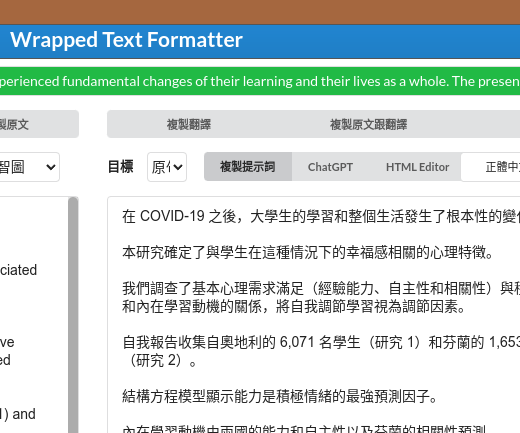 Wrapped Text Formatter
perienced fundamental changes of their learning and their lives as a whole. The presen
製原文
複製翻譯
複製原文跟翻譯
智圖
目標
原作
複製提示詞
ChatGPT
HTML Editor
正體中文
在 COVID-19 之後，大學生的學習和整個生活發生了根本性的變
ciated
本研究確定了與學生在這種情況下的幸福感相關的心理特徵。
我們調查了基本心理需求滿足（經驗能力、自主性和相關性）與
和內在學習動機的關係，將自我調節學習視為調節因素。
ve
ed
自我報告收集自奧地利的 6,071 名學生（研究 1）和芬蘭的 1,653
（研究 2）。
結構方程模型顯示能力是積極情緒的最強預測因子。
1) and
內在學習動機由兩國的能力和自主性以及芬蘭的相關性預測